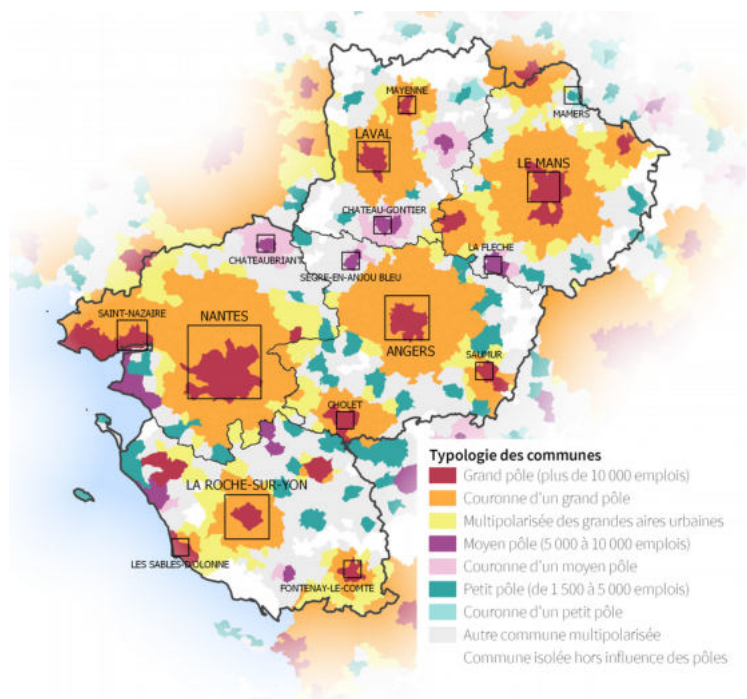 MAYENNE
MAMERS
LAVAL
LE MANS
CHATEAU-GONTIER
CHATEAUBRIANT
LA FLECHE
SEGRE-EN-ANJOU BLEU
SAINT-NAZAIRE
NANTES
ANGERS
SAUMUR
CHOLET
LA ROCHE-SUR-YON
LES SABLES-D'OLONNE
FONTENAY-LE-COMTE
Typologie des communes
Grand pôle (plus de 10 000 emplois)
Couronne d'un grand pôle
Multipolarisée des grandes aires urbaines
Moyen pôle (5 000 à 10 000 emplois)
Couronne d'un moyen pôle
Petit pôle (de 1 500 à 5 000 emplois)
Couronne d'un petit pôle
Autre commune multipolarisée
Commune isolée hors influence des pôles